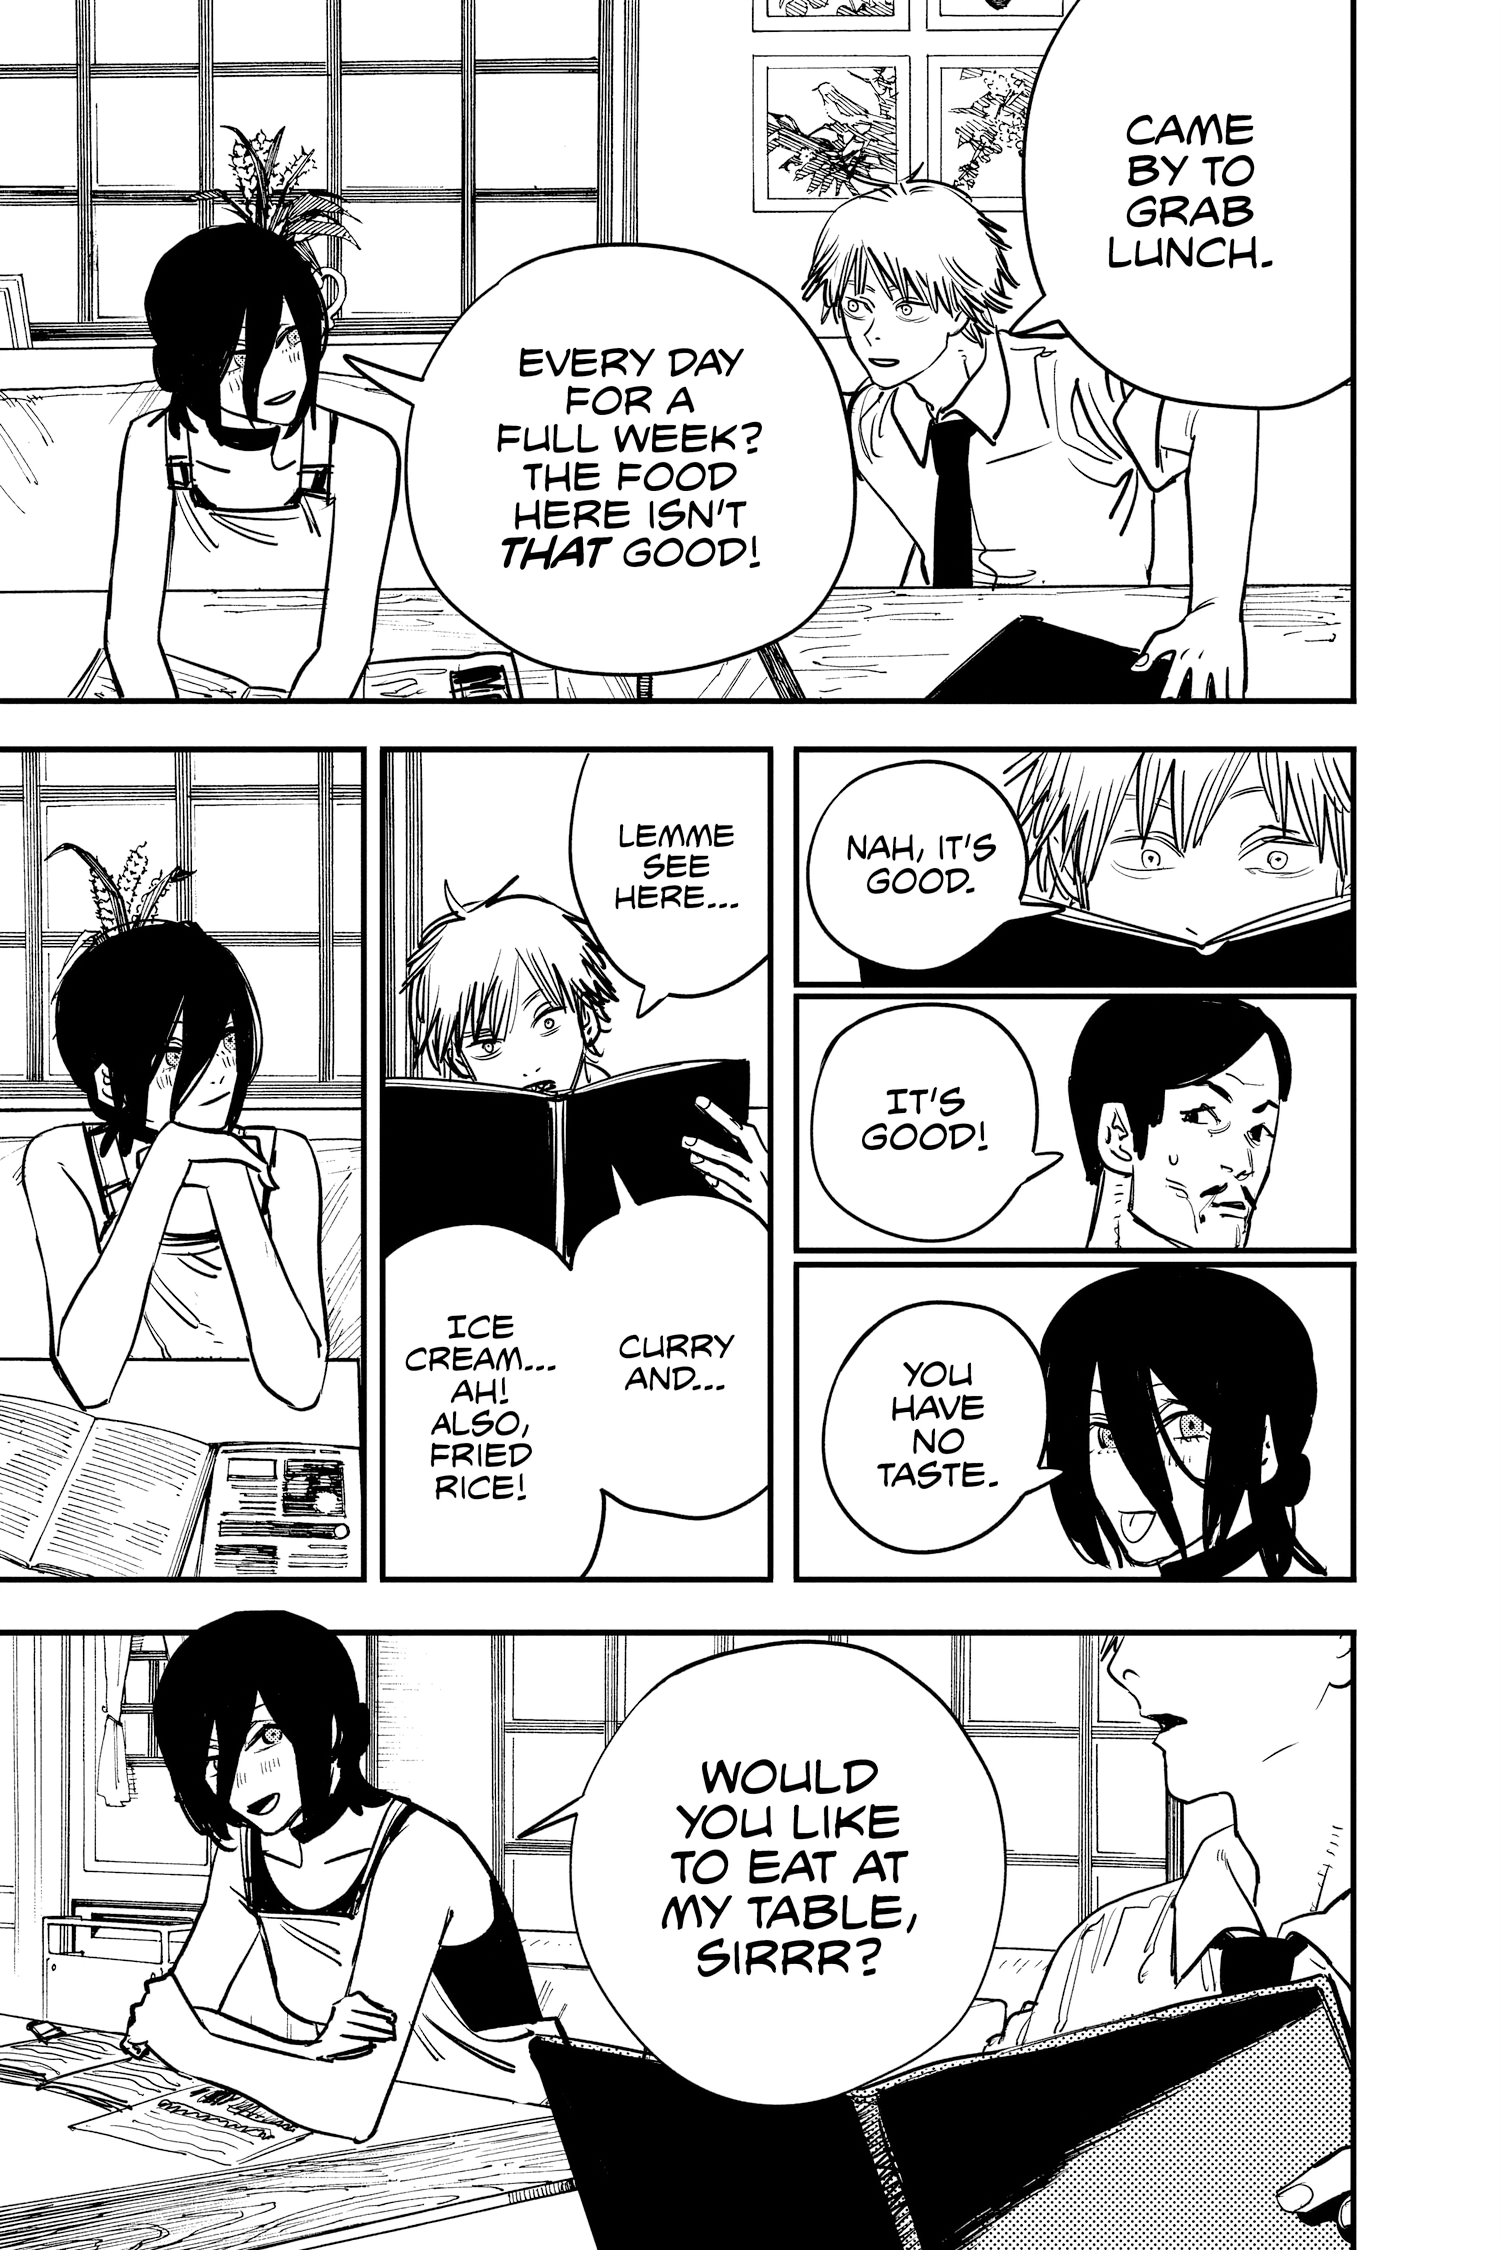 CAME
BY TO
GRAB
LUNCH.
EVERY DAY
FOR A
FULL WEEK?
THE FOOD
HERE ISN'T
THAT GOOD!
NAH, IT'S
GOOD.
IT'S
GOOD!
YOU
HAVE
NO
TASTE.
LEMME
SEE
HERE...
CURRY
AND...
ICE
CREAM...
AH!
ALSO,
FRIED
RICE!
WOULD
YOU LIKE
TO EAT AT
MY TABLE,
SIRRR?